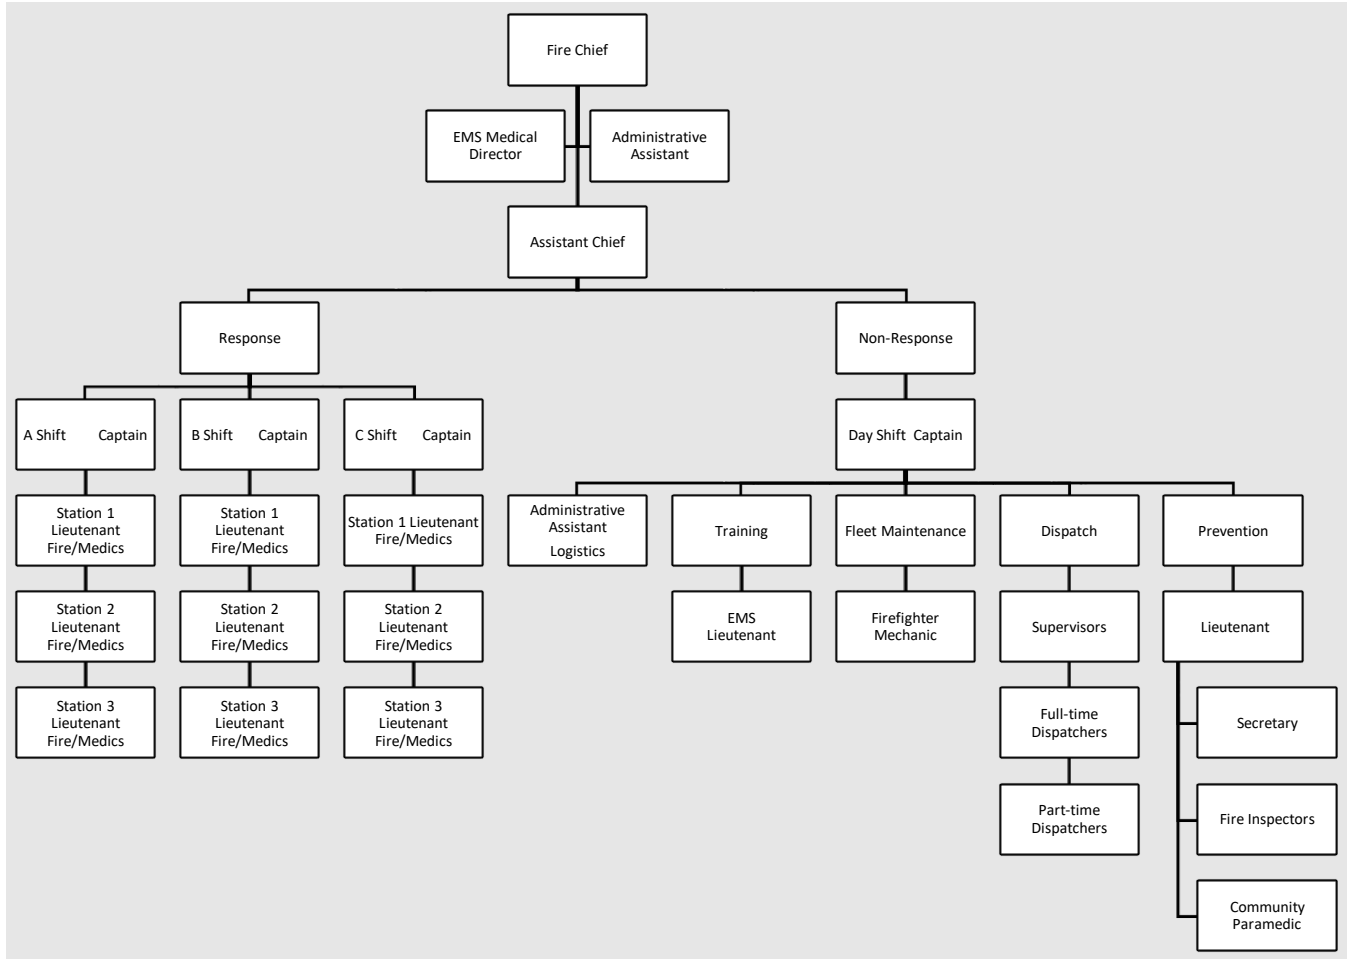 Fire Chief
EMS Medical
Director
Administrative
Assistant
Assistant Chief
Response
Non-Response
A Shift Captain
B Shift Captain
C Shift Captain
Day Shift Captain
Station 1
Lieutenant
Fire/Medics
Station 1
Lieutenant
Fire/Medics
Station 1 Lieutenant
Fire/Medics
Administrative
Assistant
Logistics
Training
Fleet Maintenance
Dispatch
Prevention
Station 2
Lieutenant
Fire/Medics
Station 2
Lieutenant
Fire/Medics
Station 2
Lieutenant
Fire/Medics
EMS
Lieutenant
Firefighter
Mechanic
Supervisors
Lieutenant
Station 3
Lieutenant
Fire/Medics
Station 3
Lieutenant
Fire/Medics
Station 3
Lieutenant
Fire/Medics
Full-time
Dispatchers
Secretary
Part-time
Dispatchers
Fire Inspectors
Community
Paramedic